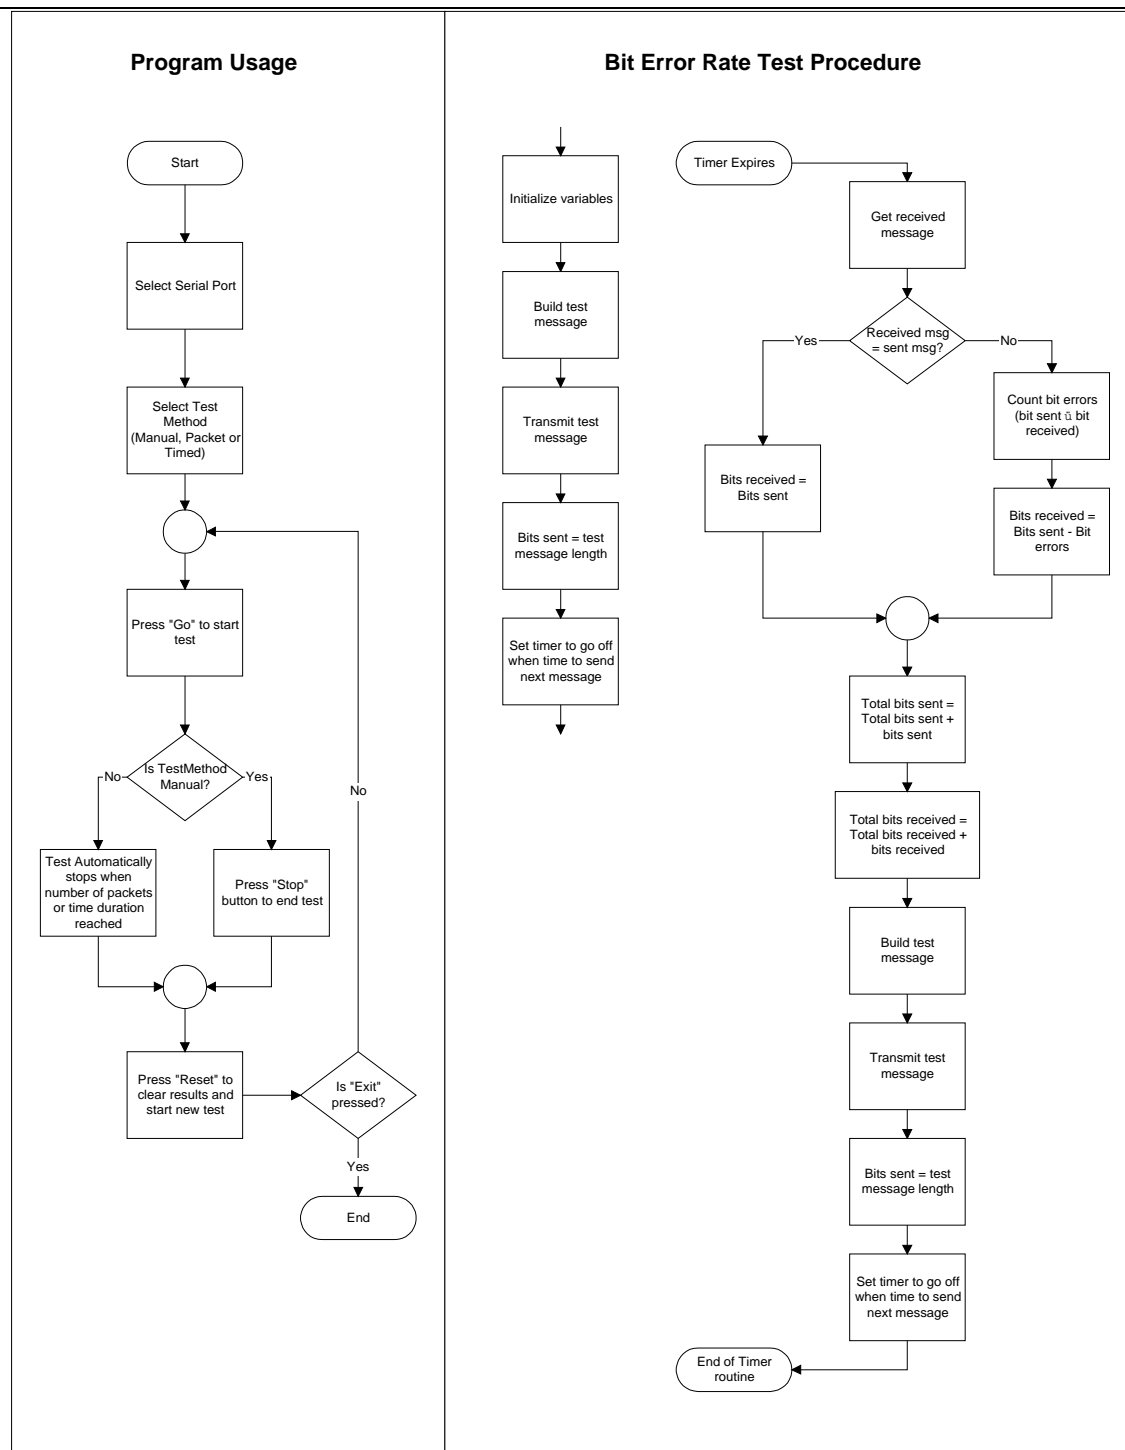 Program Usage
Start
Select Serial Port
Select Test
Method
(Manual, Packet or
Timed)
Press "Go" to start
test
Is TestMethod
Manual?
No
Yes
Test Automatically
stops when
number of packets
or time duration
reached
Press "Stop"
button to end test
Press "Reset" to
clear results and
start new test
Is "Exit"
pressed?
No
Yes
End
Bit Error Rate Test Procedure
Initialize variables
Build test
message
Transmit test
message
Bits sent = test
message length
Set timer to go off
when time to send
next message
Timer Expires
Get received
message
Received msg
= sent msg?
Yes
No
Bits received =
Bits sent
Count bit errors
(bit sent ü bit
received)
Bits received =
Bits sent - Bit
errors
Total bits sent =
Total bits sent +
bits sent
Total bits received =
Total bits received +
bits received
Build test
message
Transmit test
message
Bits sent = test
message length
Set timer to go off
when time to send
next message
End of Timer
routine